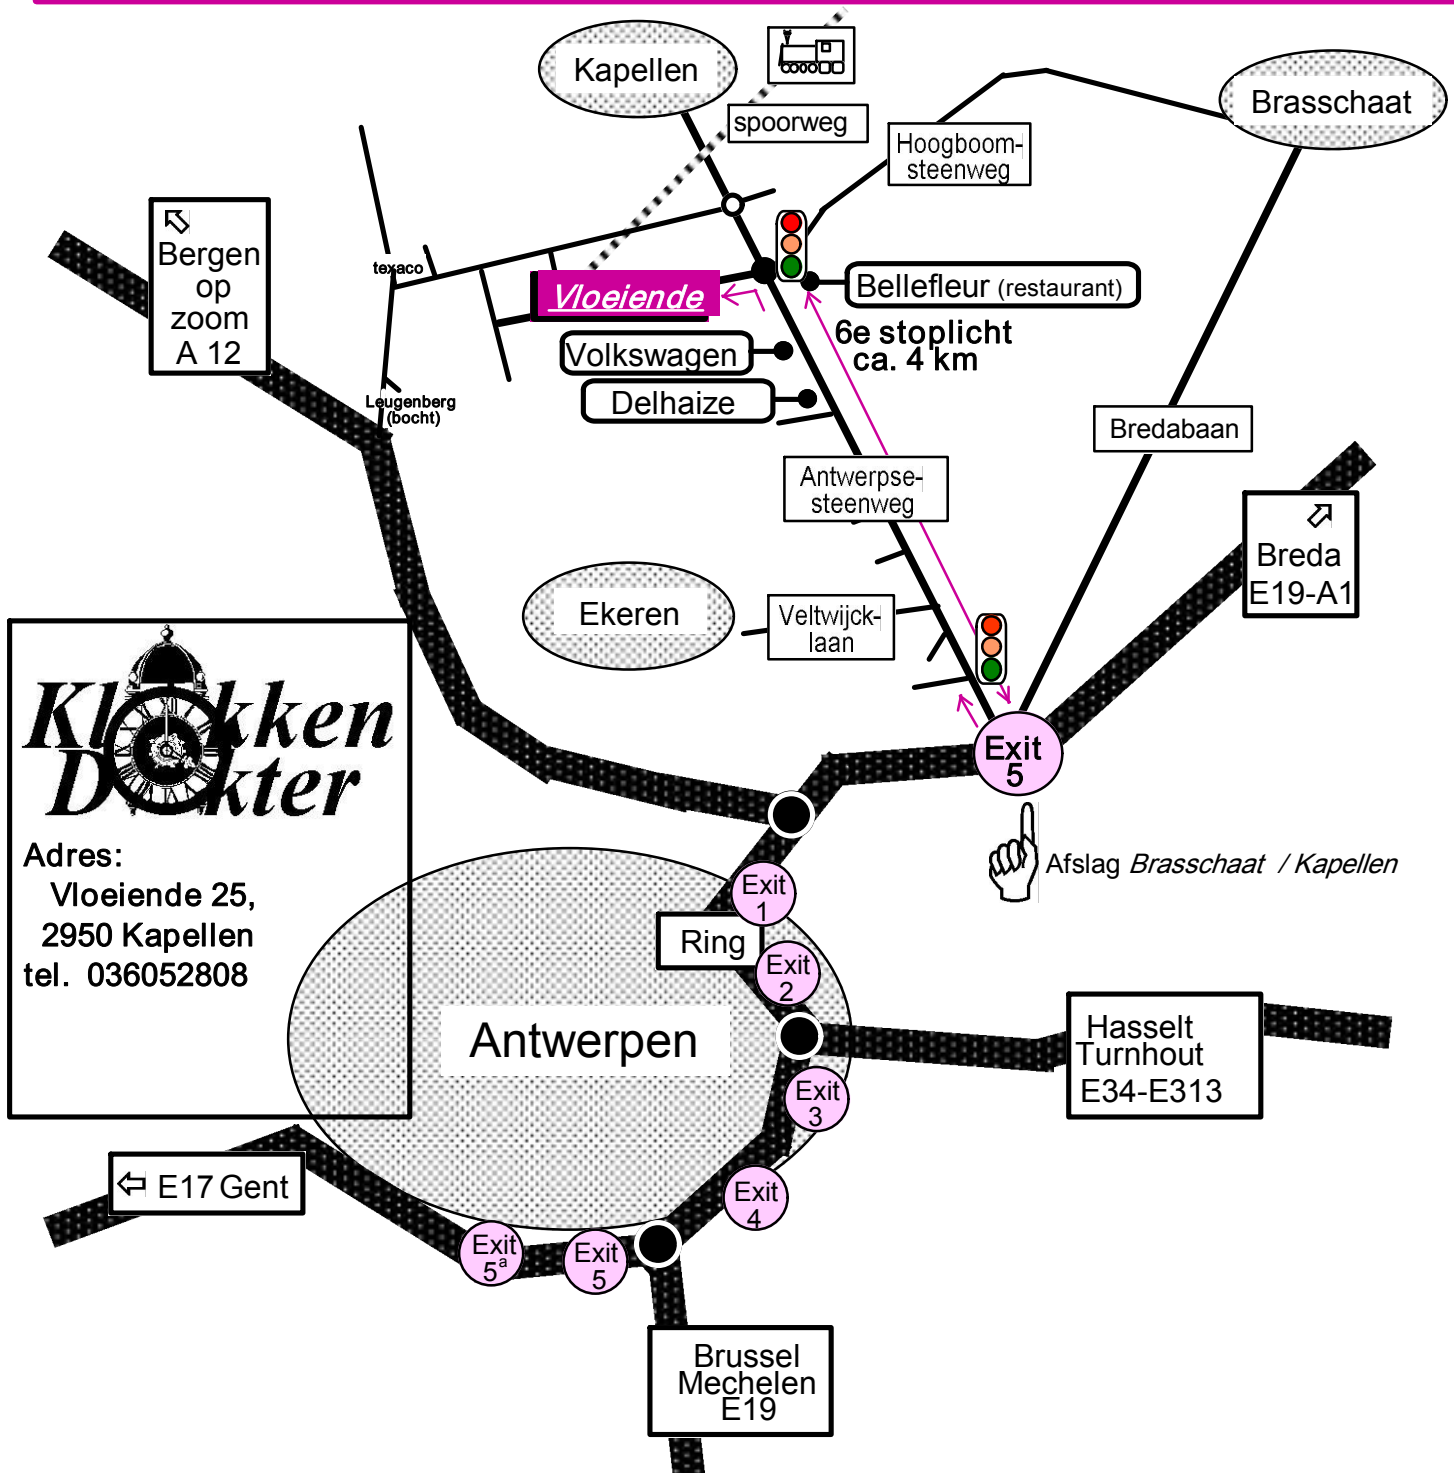 Kapellen
Brasschaat
spoorweg
Hoogboom-
steenweg
Bergen
op
zoom
A 12
texaco
Vloeiende
Bellefleur (restaurant)
6e stoplicht
ca. 4 km
Volkswagen
Delhaize
Leugenberg
(bocht)
Bredabaan
Antwerpse-
steenweg
Breda
E19-A1
Ekeren
Veltwijck-
laan
Klokken
Dokter
Adres:
Vloeiende 25,
2950 Kapellen
tel. 036052808
Exit
5
Afslag Brasschaat / Kapellen
Exit
1
Ring
Exit
2
Antwerpen
Hasselt
Turnhout
E34-E313
Exit
3
E17 Gent
Exit
4
Exit
5a
Exit
5
Brussel
Mechelen
E19